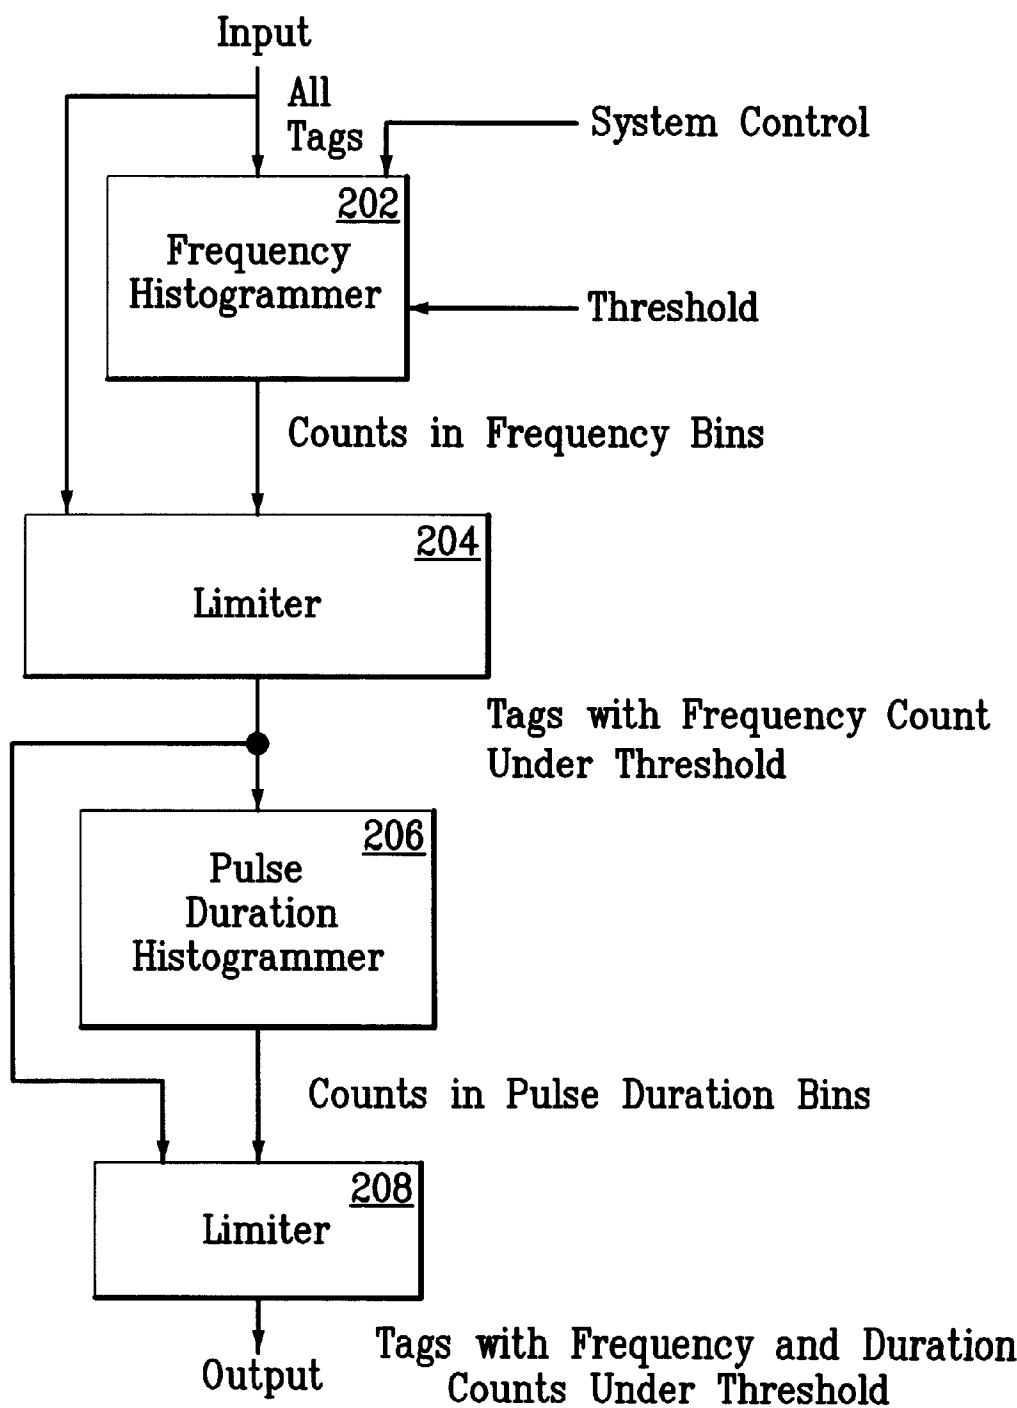 Input
All
Tags
System Control
202
Frequency
Histogrammer
Threshold
Counts in Frequency Bins
204
Limiter
Tags with Frequency Count
Under Threshold
206
Pulse
Duration
Histogrammer
Counts in Pulse Duration Bins
208
Limiter
Output
Tags with Frequency and Duration
Counts Under Threshold